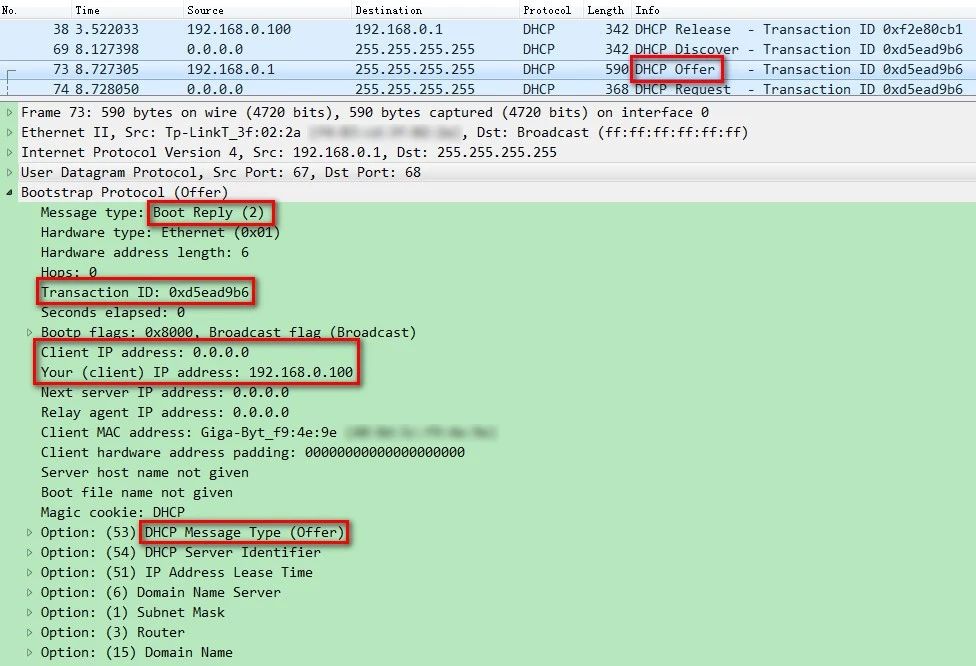 No. Time Source Destination Protocol Length Info
38 3.522033 192.168.0.100 192.168.0.1 DHCP 342 DHCP Release - Transaction ID 0xf2e80cb1
69 8.127398 0.0.0.0 255.255.255.255 DHCP 342 DHCP Discover - Transaction ID 0xd5ead9b6
73 8.727305 192.168.0.1 255.255.255.255 DHCP 590 DHCP Offer - Transaction ID 0xd5ead9b6
74 8.728050 0.0.0.0 255.255.255.255 DHCP 368 DHCP Request - Transaction ID 0xd5ead9b6
Frame 73: 590 bytes on wire (4720 bits), 590 bytes captured (4720 bits) on interface 0
Ethernet II, Src: Tp-LinkT_3f:02:2a , Dst: Broadcast (ff:ff:ff:ff:ff:ff)
Internet Protocol Version 4, Src: 192.168.0.1, Dst: 255.255.255.255
User Datagram Protocol, Src Port: 67, Dst Port: 68
Bootstrap Protocol (Offer)
Message type: Boot Reply (2)
Hardware type: Ethernet (0x01)
Hardware address length: 6
Hops: 0
Transaction ID: 0xd5ead9b6
Seconds elapsed: 0
Bootp flags: 0x8000, Broadcast flag (Broadcast)
Client IP address: 0.0.0.0
Your (client) IP address: 192.168.0.100
Next server IP address: 0.0.0.0
Relay agent IP address: 0.0.0.0
Client MAC address: Giga-Byt_f9:4e:9e
Client hardware address padding: 00000000000000000000
Server host name not given
Boot file name not given
Magic cookie: DHCP
Option: (53) DHCP Message Type (Offer)
Option: (54) DHCP Server Identifier
Option: (51) IP Address Lease Time
Option: (6) Domain Name Server
Option: (1) Subnet Mask
Option: (3) Router
Option: (15) Domain Name